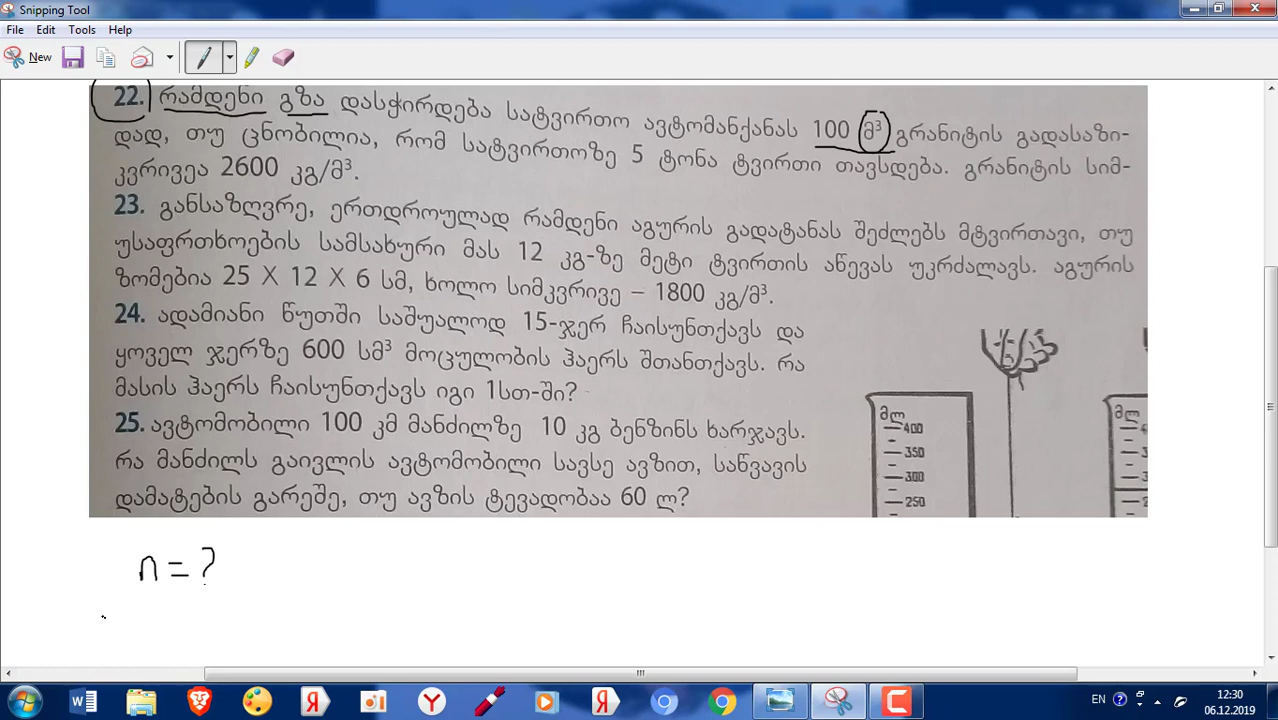 Snipping Tool
File Edit Tools Help
New
22. რამდენი გზა დასჭირდება სატვირთო ავტომანქანას 100 მ³ გრანიტის გადასაზი-
დად, თუ ცნობილია, რომ სატვირთოზე 5 ტონა ტვირთი თავსდება. გრანიტის სიმ-
კვრივეა 2600 კგ/მ³.
23. განსაზღვრე, ერთდროულად რამდენი აგურის გადატანას შეძლებს მტვირთავი, თუ
უსაფრთხოების სამსახური მას 12 კგ-ზე მეტი ტვირთის აწევას უკრძალავს. აგურის
ზომებია 25 X 12 X 6 სმ, ხოლო სიმკვრივე – 1800 კგ/მ³.
24. ადამიანი წუთში საშუალოდ 15-ჯერ ჩაისუნთქავს და
ყოველ ჯერზე 600 სმ³ მოცულობის ჰაერს შთანთქავს. რა
მასის ჰაერს ჩაისუნთქავს იგი 1სთ-ში?
25. ავტომობილი 100 კმ მანძილზე 10 კგ ბენზინს ხარჯავს.
რა მანძილს გაივლის ავტომობილი სავსე ავზით, საწვავის
დამატების გარეშე, თუ ავზის ტევადობაა 60 ლ?
მლ
400
350
300
250
მლ
n = ?
EN
12:30
06.12.2019